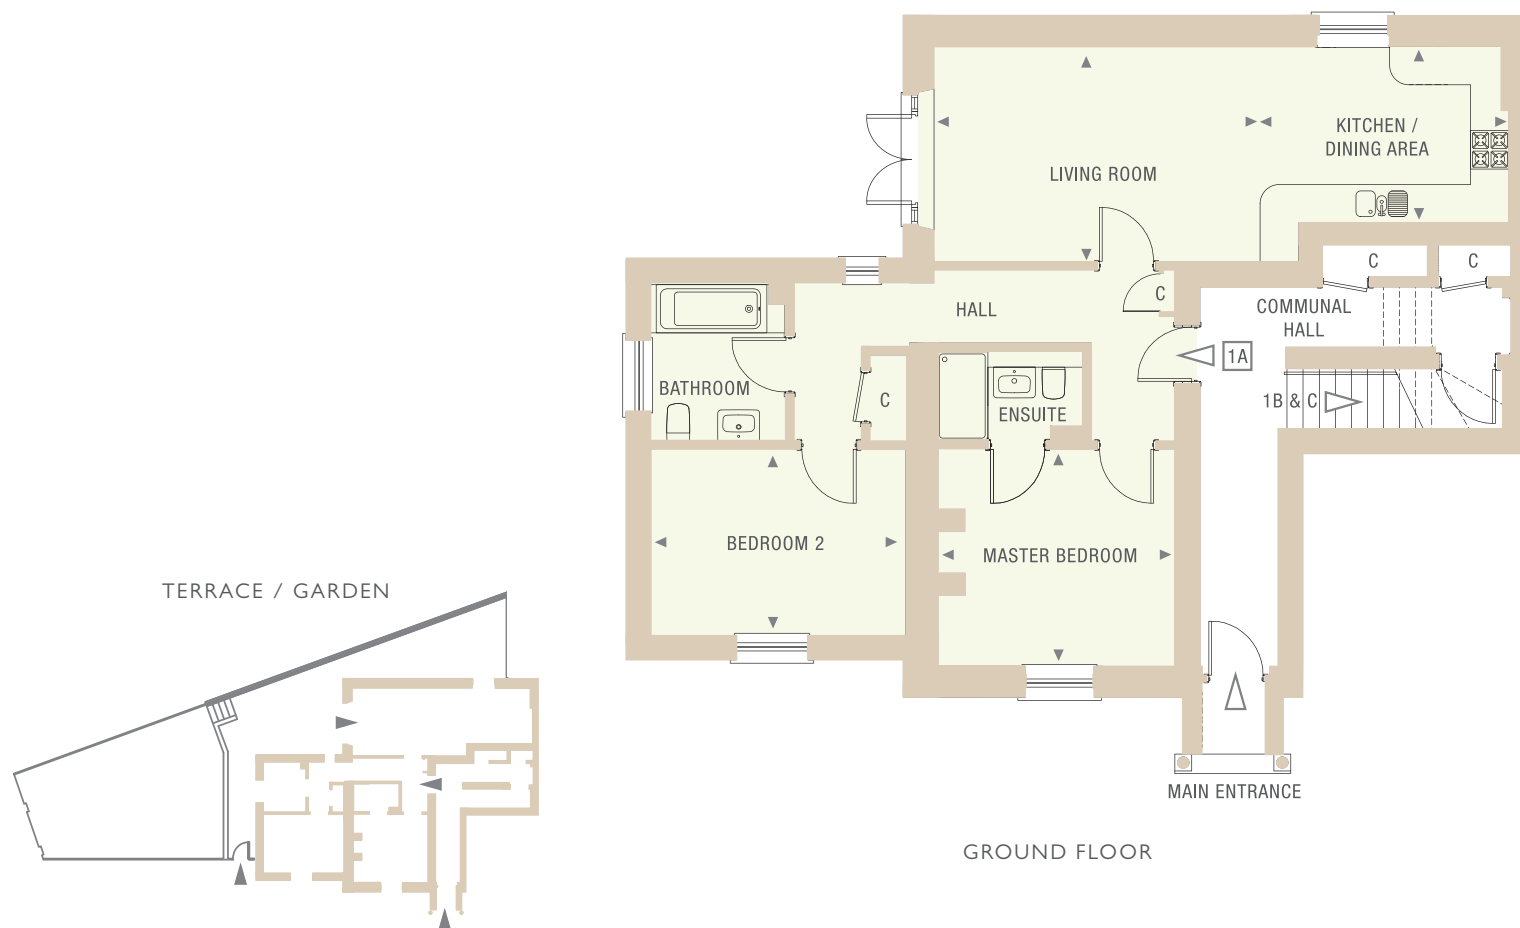 KITCHEN /
DINING AREA
LIVING ROOM
C
C
C
HALL
COMMUNAL
HALL
1A
BATHROOM
C
1B & C
ENSUITE
BEDROOM 2
MASTER BEDROOM
TERRACE / GARDEN
MAIN ENTRANCE
GROUND FLOOR